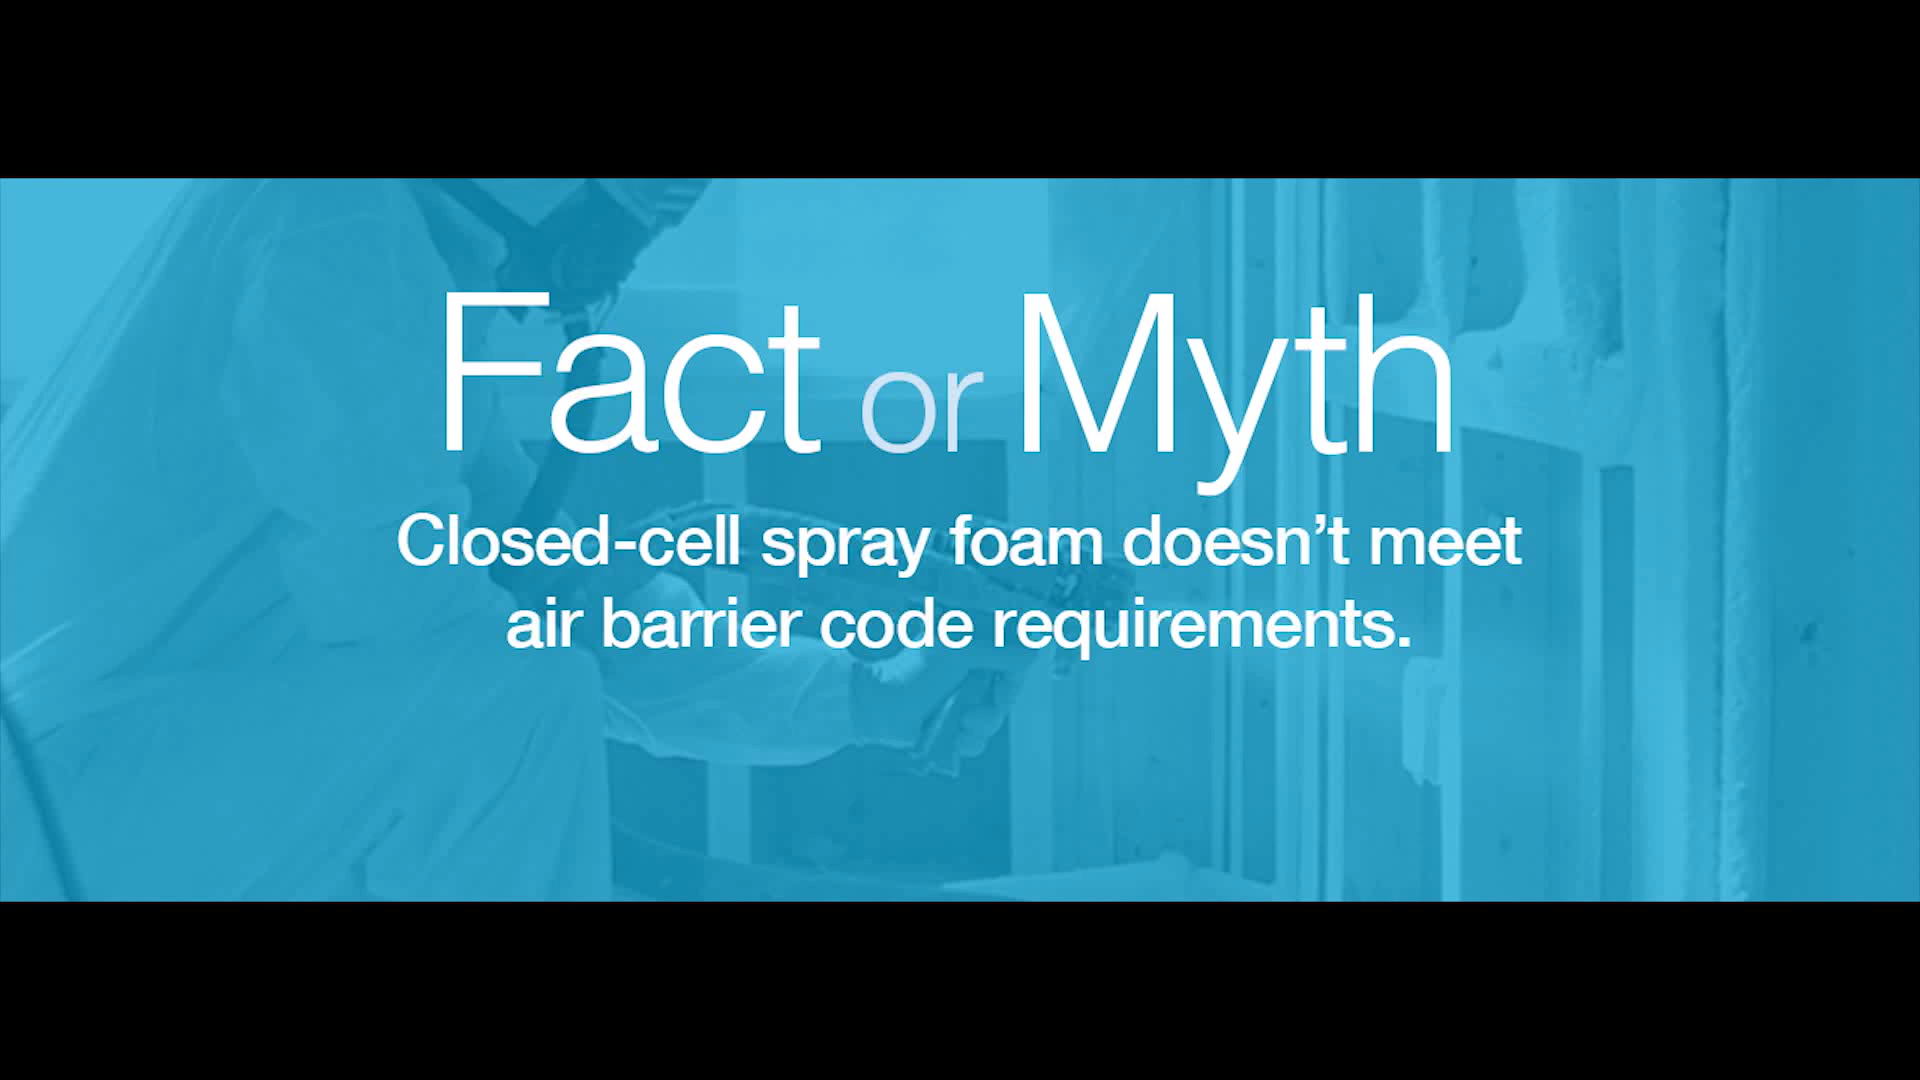 Fact or Myth
Closed-cell spray foam doesn’t meet
air barrier code requirements.